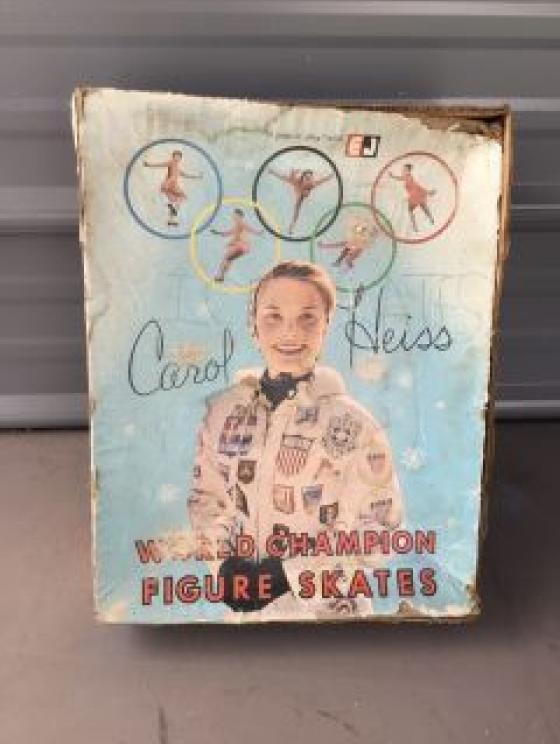 EJ
Carol Heiss
WORLD CHAMPION
FIGURE SKATES